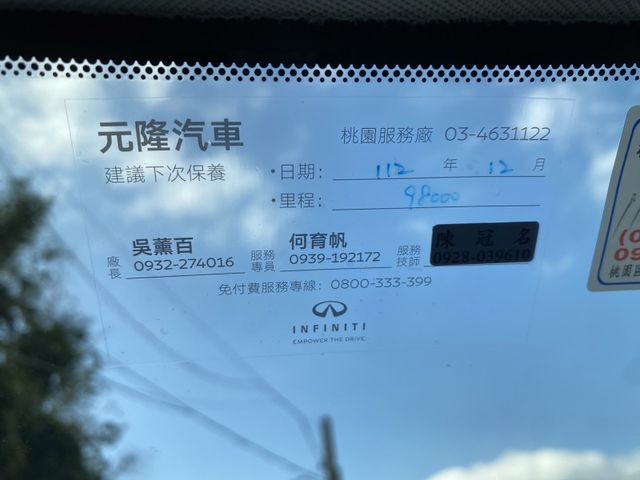 元隆汽車 桃園服務廠 03-4631122
建議下次保養 •日期: 112 年 12 月
•里程: 98000
廠長 吳薰百 服務專員 何育帆 服務技師 陳冠名
0932-274016 0939-192172 0928-039610
免付費服務專線: 0800-333-399
INFINITI
EMPOWER THE DRIVE